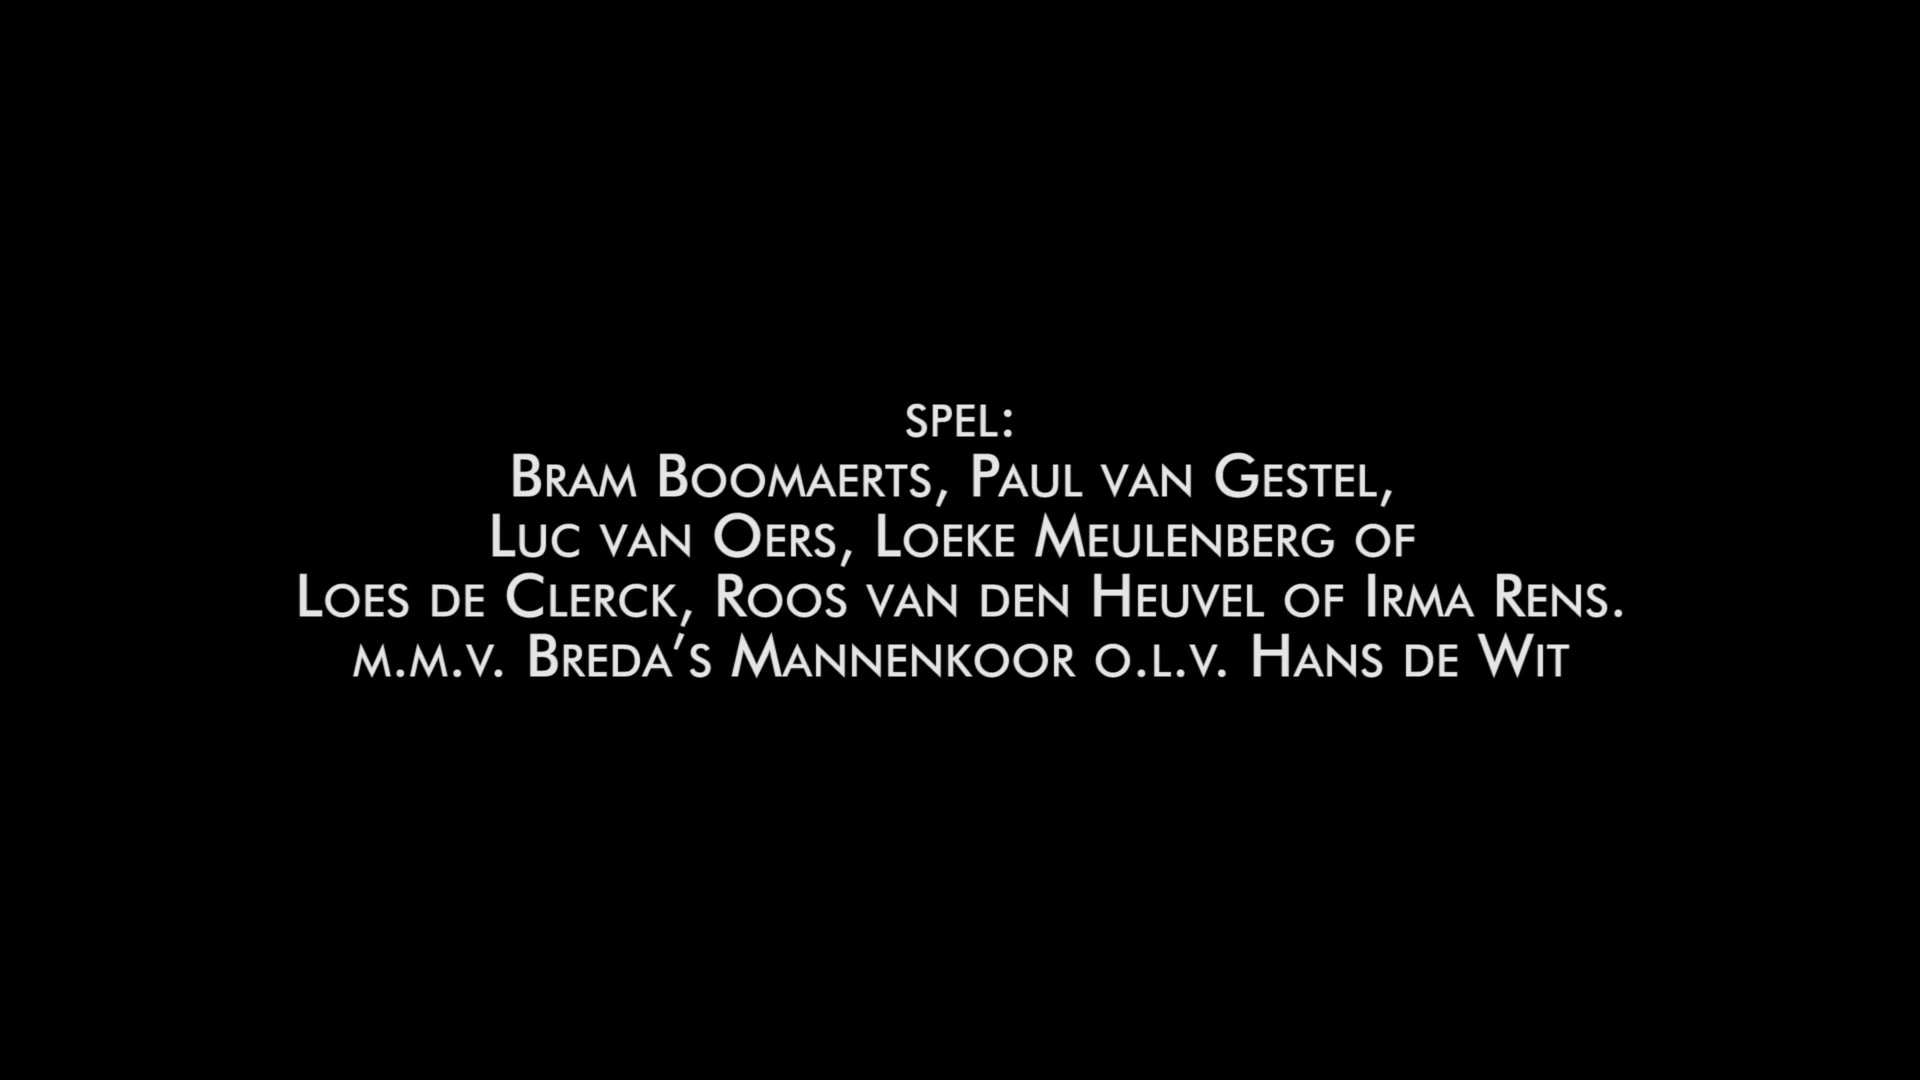 spel:
Bram Boomaerts, Paul van Gestel,
Luc van Oers, Loeke Meulenberg of
Loes de Clerck, Roos van den Heuvel of Irma Rens.
m.m.v. Breda’s Mannenkoor o.l.v. Hans de Wit